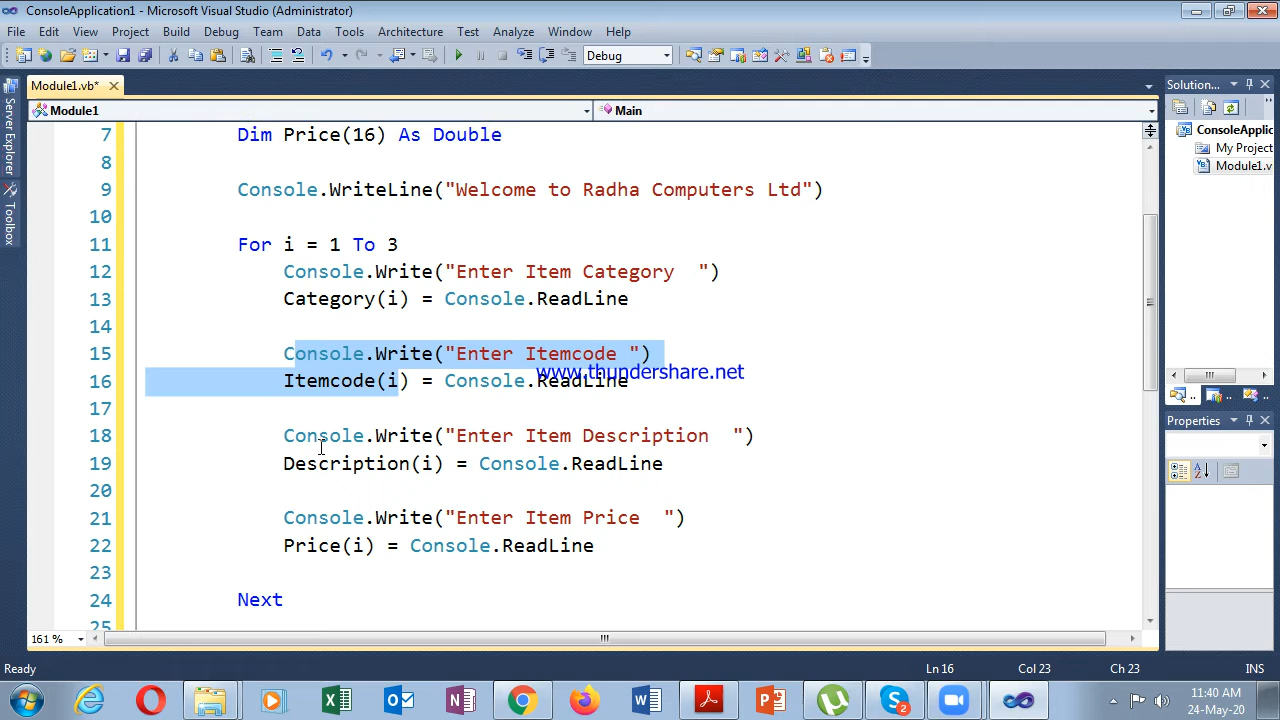 ConsoleApplication1 - Microsoft Visual Studio (Administrator)
File Edit View Project Build Debug Team Data Tools Architecture Test Analyze Window Help
Debug
Module1.vb*
Solution...
Module1 Main
Server Explorer
Toolbox
ConsoleApplic
My Project
Module1.v
7 Dim Price(16) As Double
8
9 Console.WriteLine("Welcome to Radha Computers Ltd")
10
11 For i = 1 To 3
12 Console.Write("Enter Item Category  ")
13 Category(i) = Console.ReadLine
14
15 Console.Write("Enter Itemcode ")
www.thundershare.net
16 Itemcode(i) = Console.ReadLine
17
18 Console.Write("Enter Item Description  ")
19 Description(i) = Console.ReadLine
20
21 Console.Write("Enter Item Price  ")
22 Price(i) = Console.ReadLine
23
24 Next
25
Properties
161 %
Ready Ln 16 Col 23 Ch 23 INS
11:40 AM
24-May-20
2